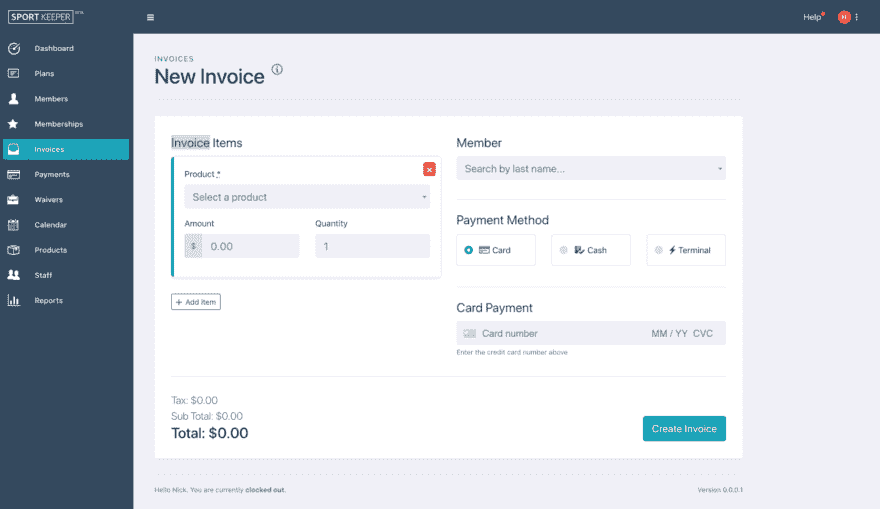 SPORT KEEPER BETA
Help
Dashboard
Plans
Members
Memberships
Invoices
Payments
Waivers
Calendar
Products
Staff
Reports
INVOICES
New Invoice
Invoice Items
Product *
Select a product
Amount
Quantity
$ 0.00
1
+ Add Item
Member
Search by last name...
Payment Method
Card
Cash
Terminal
Card Payment
Card number MM / YY CVC
Enter the credit card number above
Tax: $0.00
Sub Total: $0.00
Total: $0.00
Create Invoice
Hello Nick. You are currently clocked out.
Version 0.0.0.1